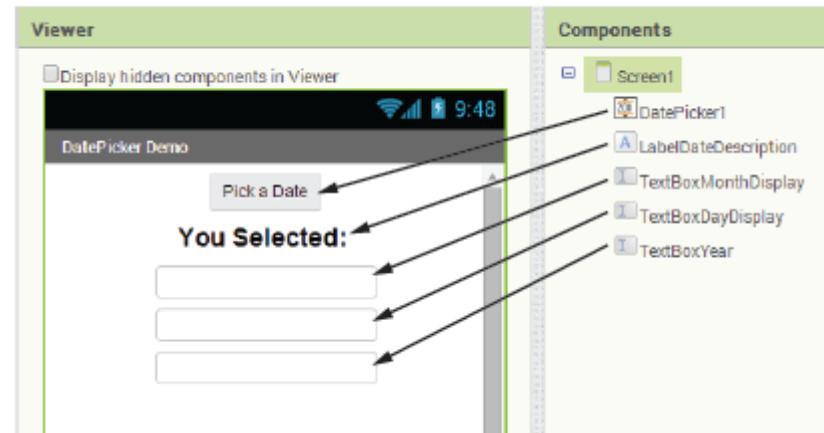 Viewer
Display hidden components in Viewer
9:48
DatePicker Demo
Pick a Date
You Selected:
Components
Screen1
DatePicker1
A LabelDateDescription
TextBoxMonthDisplay
TextBoxDayDisplay
TextBoxYear